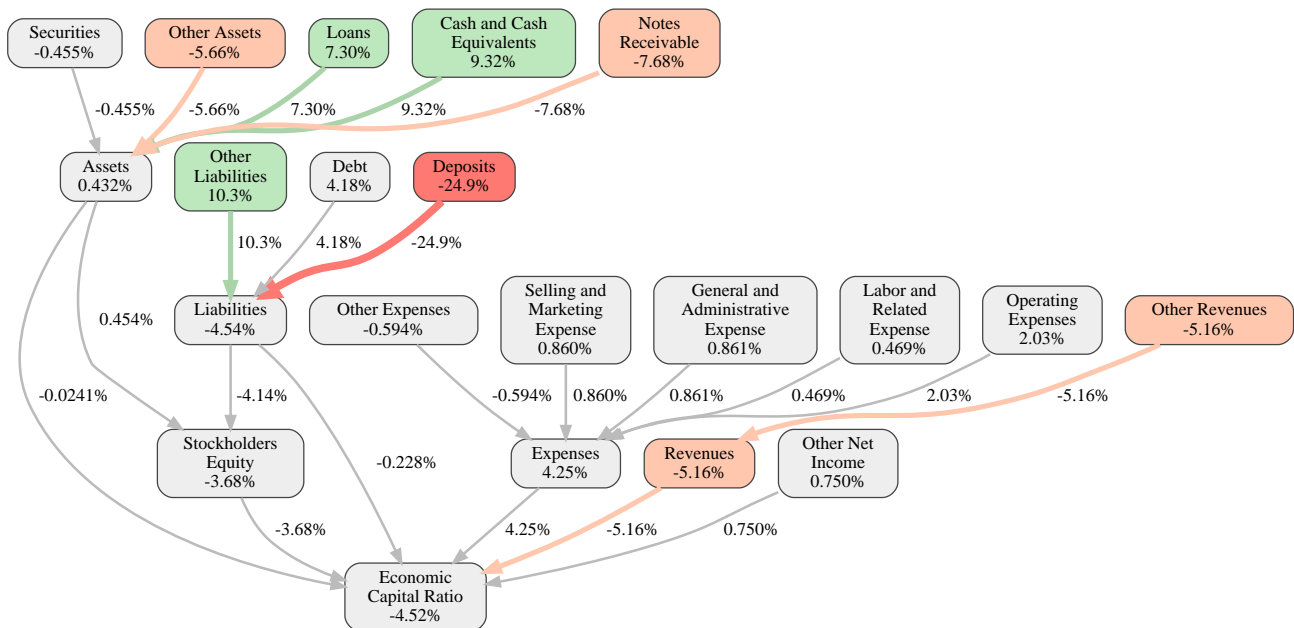 Securities
-0.455%
Other Assets
-5.66%
Loans
7.30%
Cash and Cash
Equivalents
9.32%
Notes
Receivable
-7.68%
-0.455%
-5.66%
7.30%
9.32%
-7.68%
Assets
0.432%
Other
Liabilities
10.3%
Debt
4.18%
Deposits
-24.9%
10.3%
4.18%
-24.9%
Liabilities
-4.54%
Other Expenses
-0.594%
Selling and
Marketing
Expense
0.860%
General and
Administrative
Expense
0.861%
Labor and
Related
Expense
0.469%
Operating
Expenses
2.03%
Other Revenues
-5.16%
0.454%
-0.0241%
-4.14%
-0.594%
0.860%
0.861%
0.469%
2.03%
-5.16%
Stockholders
Equity
-3.68%
-0.228%
Expenses
4.25%
Revenues
-5.16%
Other Net
Income
0.750%
-3.68%
4.25%
-5.16%
0.750%
Economic
Capital Ratio
-4.52%